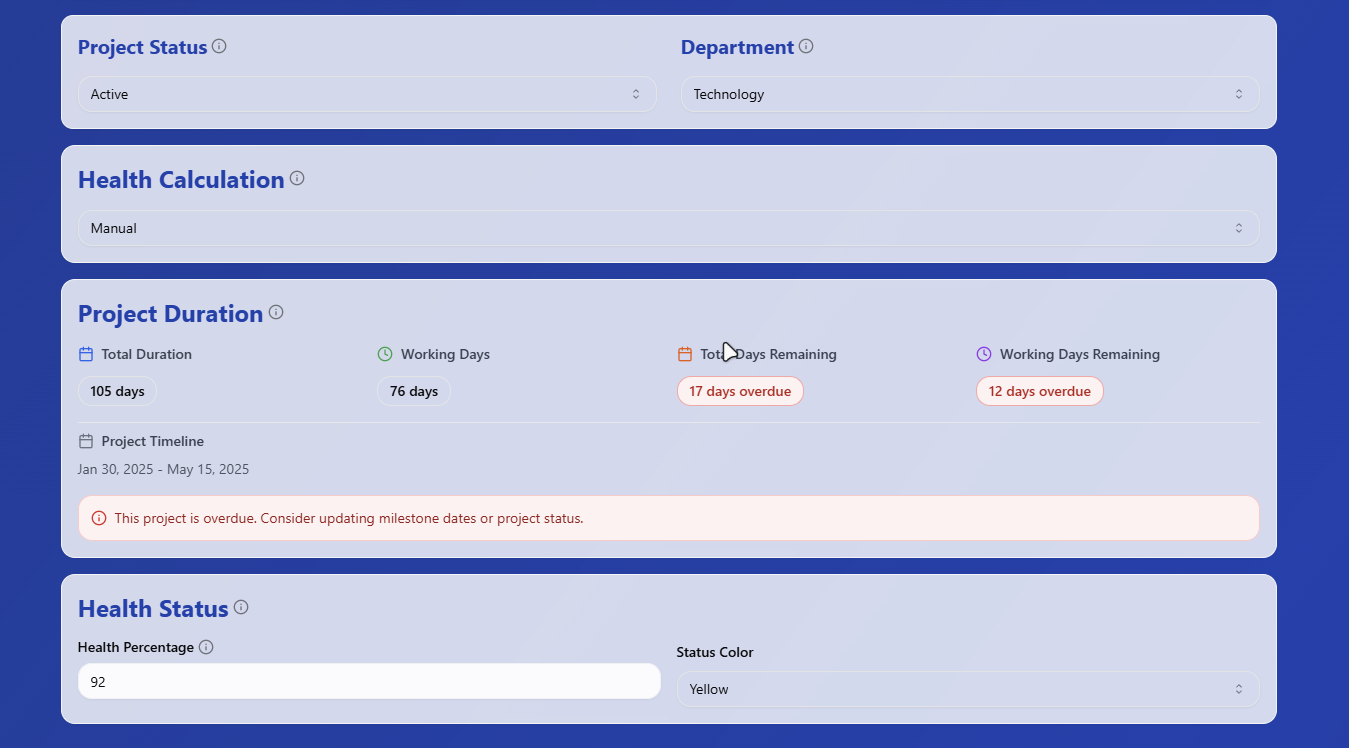 Project Status
Department
Active
Technology
Health Calculation
Manual
Project Duration
Total Duration
Working Days
Total Days Remaining
Working Days Remaining
105 days
76 days
17 days overdue
12 days overdue
Project Timeline
Jan 30, 2025 - May 15, 2025
This project is overdue. Consider updating milestone dates or project status.
Health Status
Health Percentage
Status Color
92
Yellow